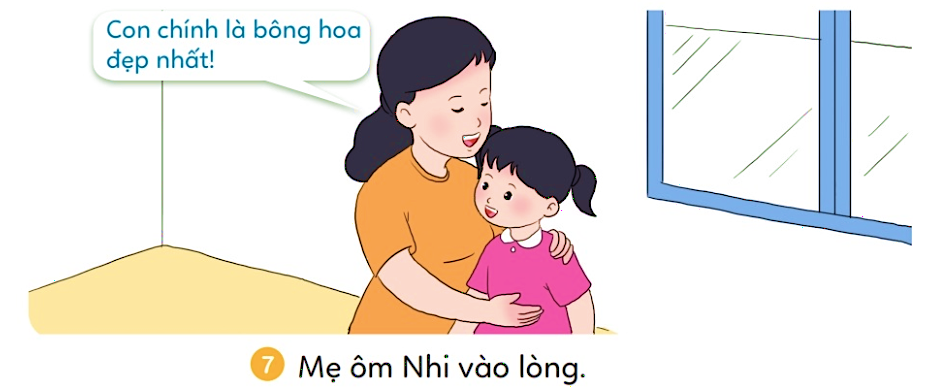 Con chính là bông hoa
đẹp nhất!
7 Mẹ ôm Nhi vào lòng.